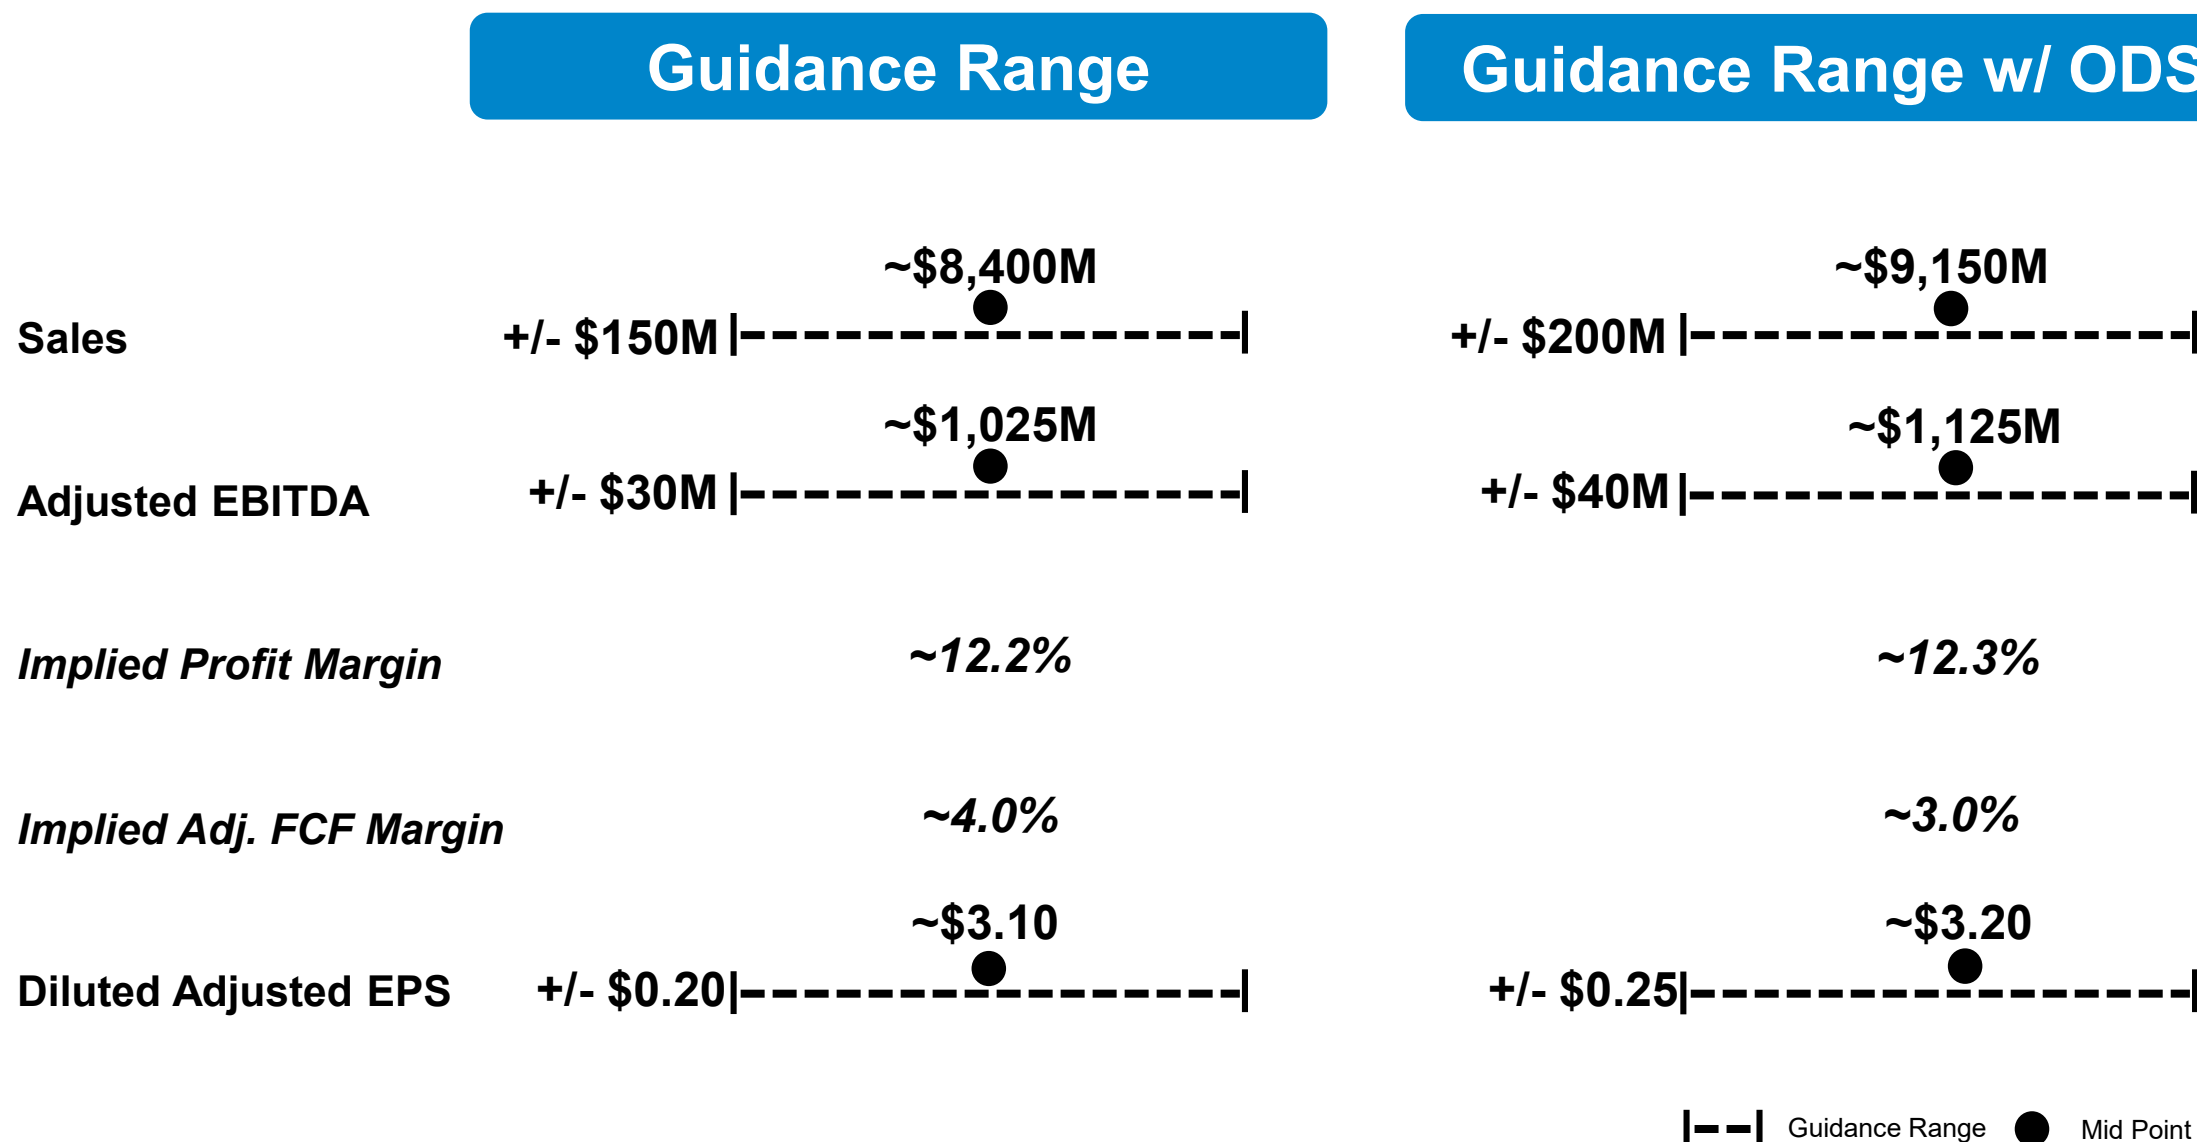 Guidance Range
Guidance Range w/ ODS
~$8,400M
~$9,150M
Sales
+/- $150M
+/- $200M
~$1,025M
~$1,125M
Adjusted EBITDA
+/- $30M
+/- $40M
Implied Profit Margin
~12.2%
~12.3%
Implied Adj. FCF Margin
~4.0%
~3.0%
~$3.10
~$3.20
Diluted Adjusted EPS
+/- $0.20
+/- $0.25
Guidance Range
Mid Point